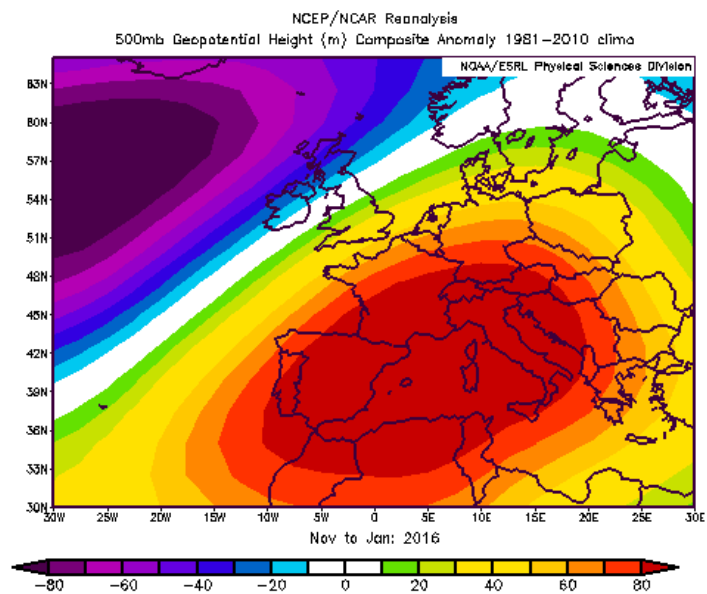 NCEP/NCAR Reanalysis
500mb Geopotential Height (m) Composite Anomaly 1981-2010 clima
NOAA/ESRL Physical Sciences Division
63N
60N
57N
54N
51N
48N
45N
42N
39N
36N
33N
30N
30W 25W 20W 15W 10W 5W 0 5E 10E 15E 20E 25E 30E
Nov to Jan: 2016
-80 -60 -40 -20 0 20 40 60 80